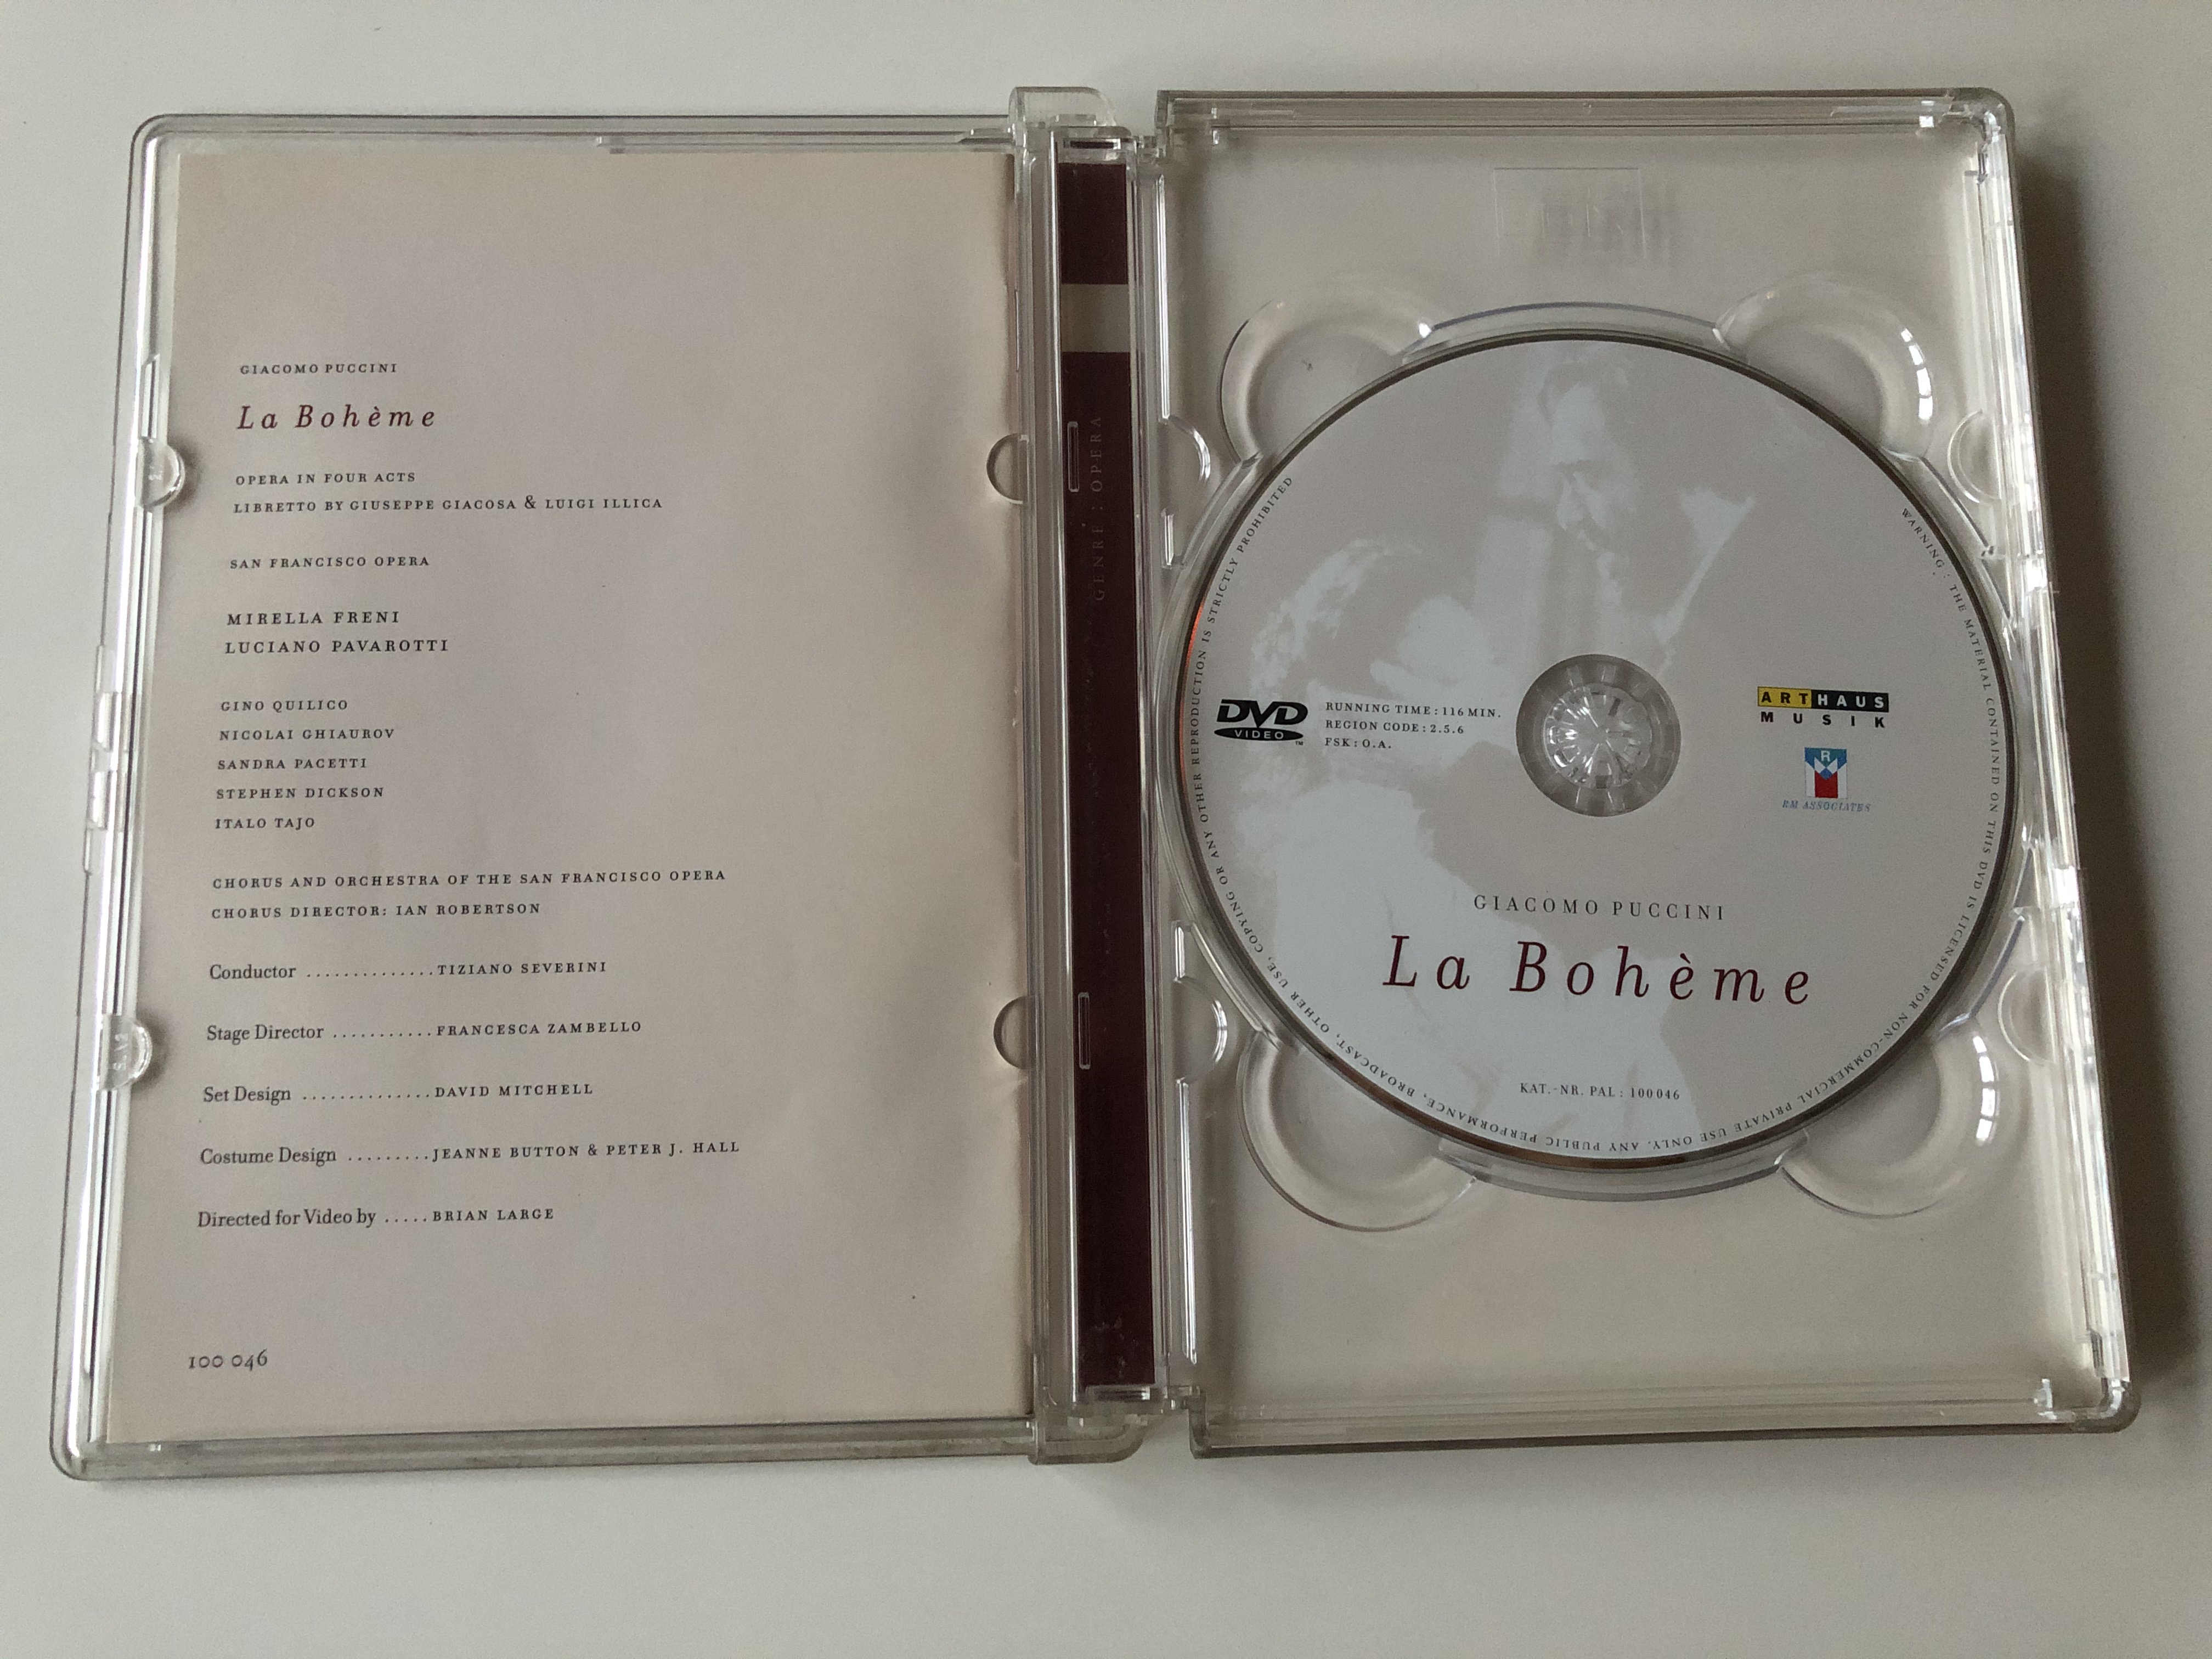 GIACOMO PUCCINI
La Bohème
OPERA IN FOUR ACTS
LIBRETTO BY GIUSEPPE GIACOSA & LUIGI ILLICA
SAN FRANCISCO OPERA
MIRELLA FRENI
LUCIANO PAVAROTTI
GINO QUILICO
NICOLAI GHIAUROV
SANDRA PACETTI
STEPHEN DICKSON
ITALO TAJO
CHORUS AND ORCHESTRA OF THE SAN FRANCISCO OPERA
CHORUS DIRECTOR: IAN ROBERTSON
Conductor ..............TIZIANO SEVERINI
Stage Director ...........FRANCESCA ZAMBELLO
Set Design ..............DAVID MITCHELL
Costume Design .........JEANNE BUTTON & PETER J. HALL
Directed for Video by .....BRIAN LARGE
100 046
GENRE : OPERA
DVD
VIDEO
TM
RUNNING TIME : 116 MIN.
REGION CODE : 2.5.6
FSK : O.A.
ARTHAUS
MUSIK
R
M
RM ASSOCIATES
GIACOMO PUCCINI
La Bohème
KAT.-NR. PAL : 100046
WARNING : THE MATERIAL CONTAINED ON THIS DVD IS LICENSED FOR NON-COMMERCIAL PRIVATE USE ONLY. ANY PUBLIC PERFORMANCE, BROADCAST, OTHER USE, COPYING OR ANY OTHER REPRODUCTION IS STRICTLY PROHIBITED